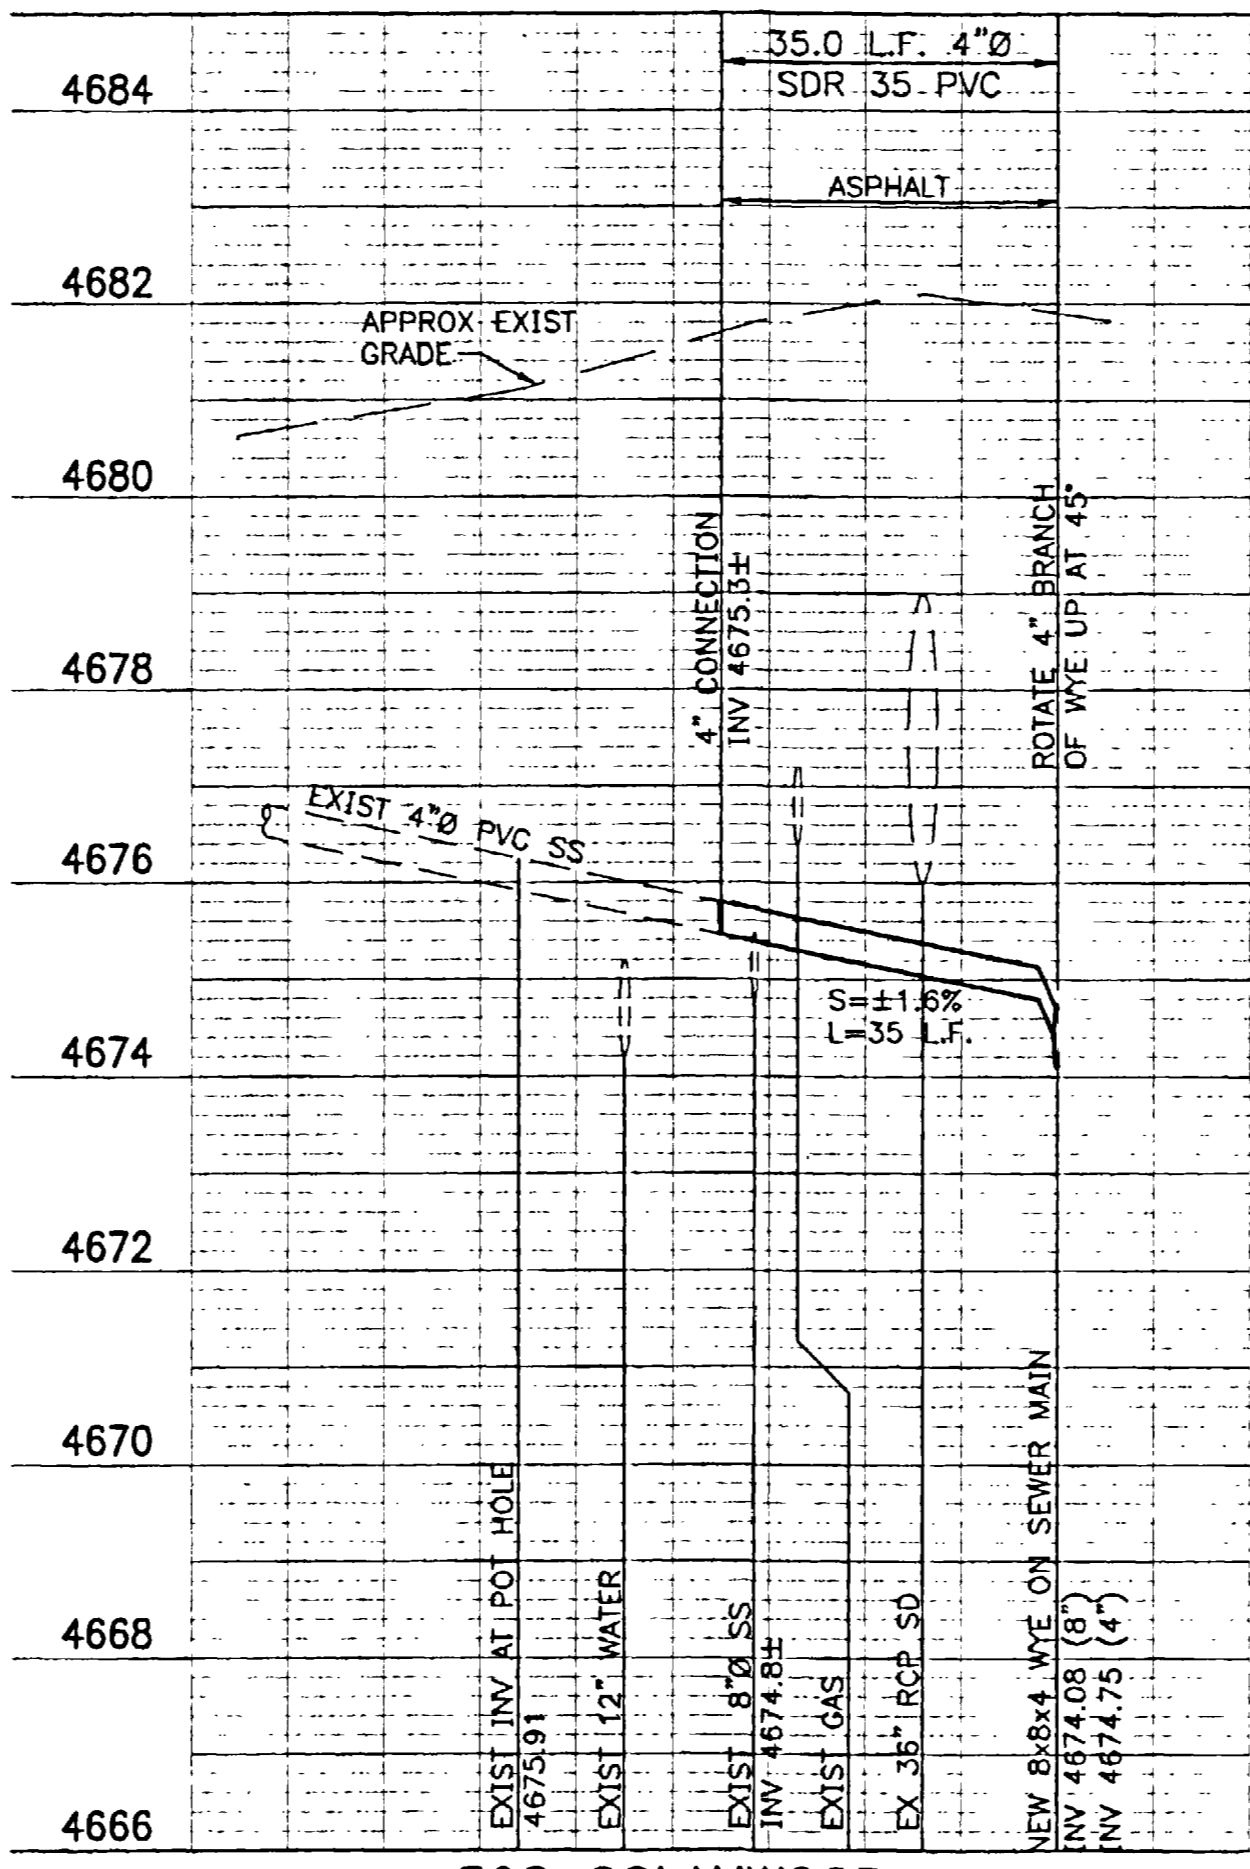 35.0 L.F. 4"Ø
SDR 35 PVC
4684
ASPHALT
4682
APPROX EXIST
GRADE
4680
4" CONNECTION
INV 4675.3±
ROTATE 4" BRANCH
OF WYE UP AT 45°
4678
EXIST 4"Ø PVC SS
4676
S=±1.6%
L=35 L.F.
4674
4672
4670
4668
4666
EXIST INV AT POT HOLE
4675.91
EXIST 12" WATER
EXIST 8"Ø SS
INV 4674.8±
EXIST GAS
EX 36" RCP SD
NEW 8x8x4 WYE ON SEWER MAIN
INV 4674.08 (8")
INV 4674.75 (4")